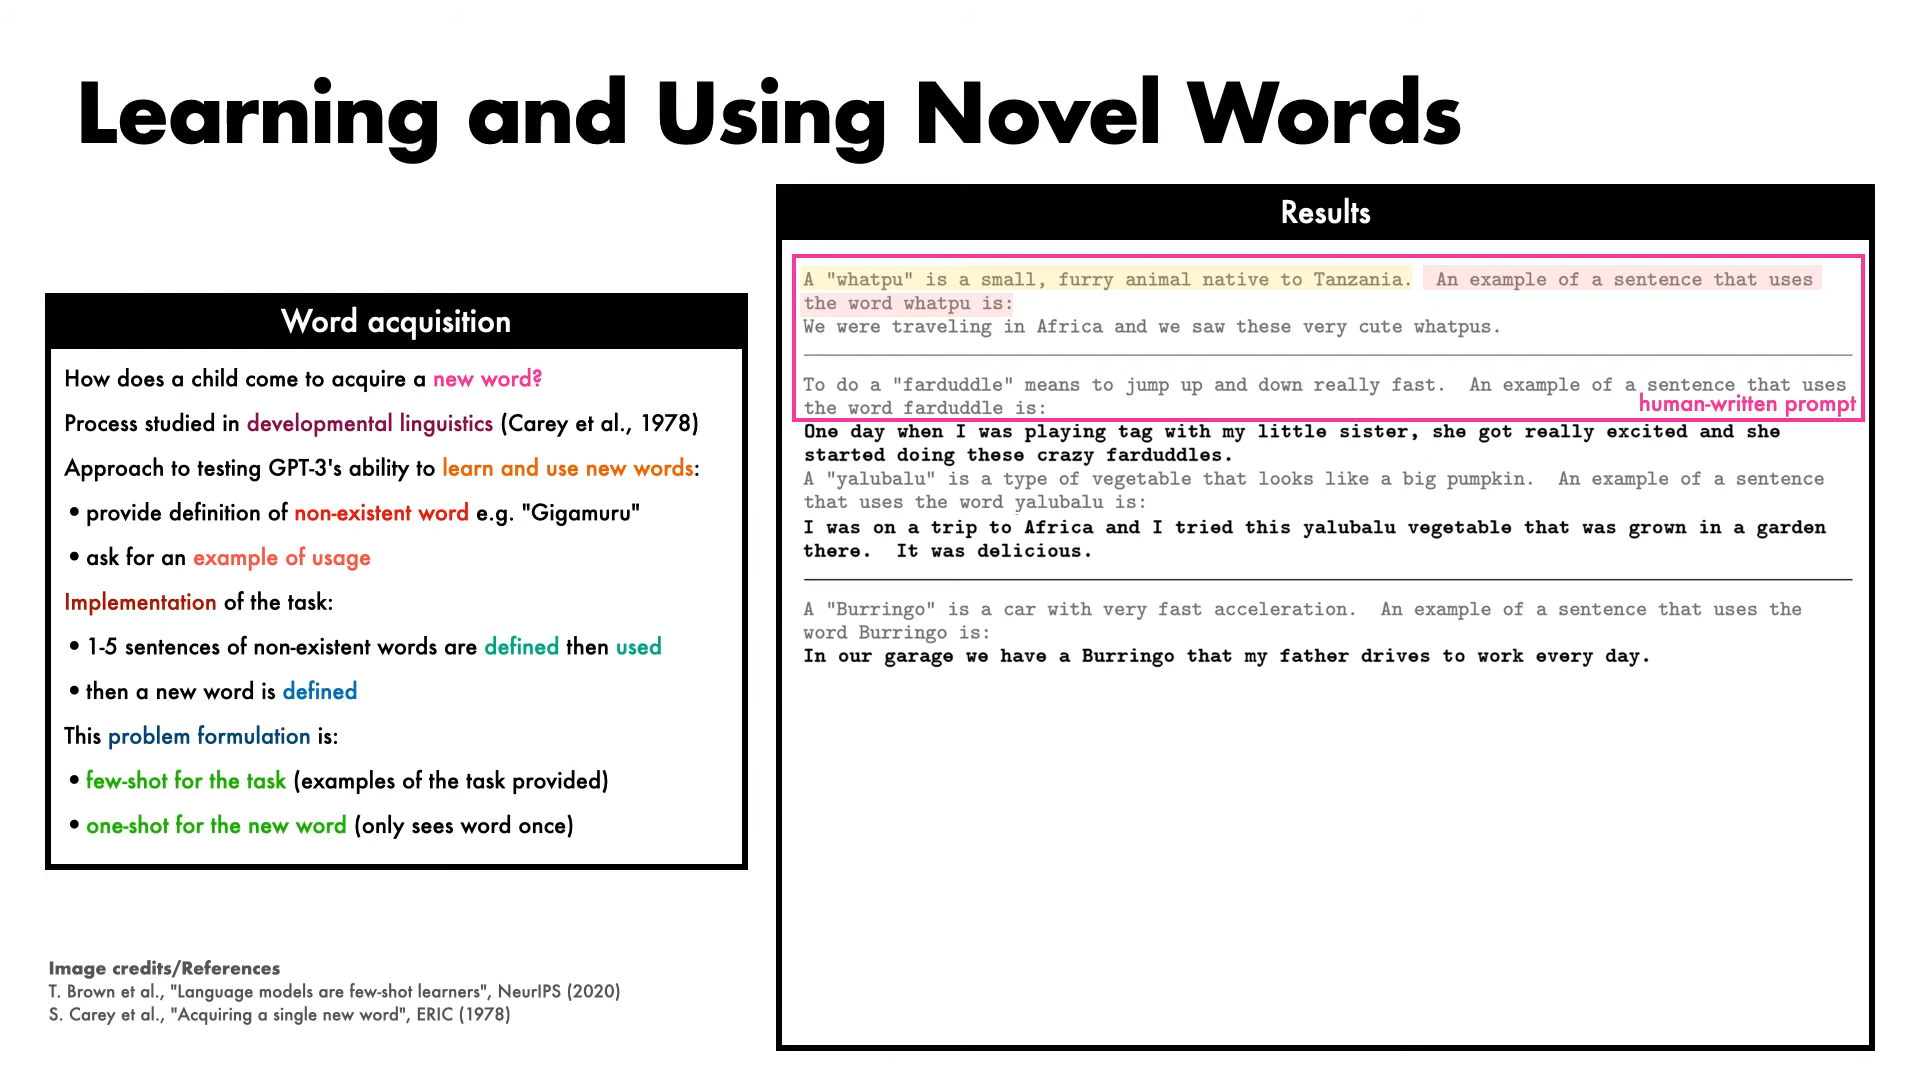 Learning and Using Novel Words
Word acquisition
How does a child come to acquire a new word?
Process studied in developmental linguistics (Carey et al., 1978)
Approach to testing GPT-3's ability to learn and use new words:
• provide definition of non-existent word e.g. "Gigamuru"
• ask for an example of usage
Implementation of the task:
• 1-5 sentences of non-existent words are defined then used
• then a new word is defined
This problem formulation is:
• few-shot for the task (examples of the task provided)
• one-shot for the new word (only sees word once)
Results
A "whatpu" is a small, furry animal native to Tanzania. An example of a sentence that uses
the word whatpu is:
We were traveling in Africa and we saw these very cute whatpus.
To do a "farduddle" means to jump up and down really fast. An example of a sentence that uses
the word farduddle is:
human-written prompt
One day when I was playing tag with my little sister, she got really excited and she
started doing these crazy farduddles.
A "yalubalu" is a type of vegetable that looks like a big pumpkin. An example of a sentence
that uses the word yalubalu is:
I was on a trip to Africa and I tried this yalubalu vegetable that was grown in a garden
there. It was delicious.
A "Burringo" is a car with very fast acceleration. An example of a sentence that uses the
word Burringo is:
In our garage we have a Burringo that my father drives to work every day.
Image credits/References
T. Brown et al., "Language models are few-shot learners", NeurIPS (2020)
S. Carey et al., "Acquiring a single new word", ERIC (1978)